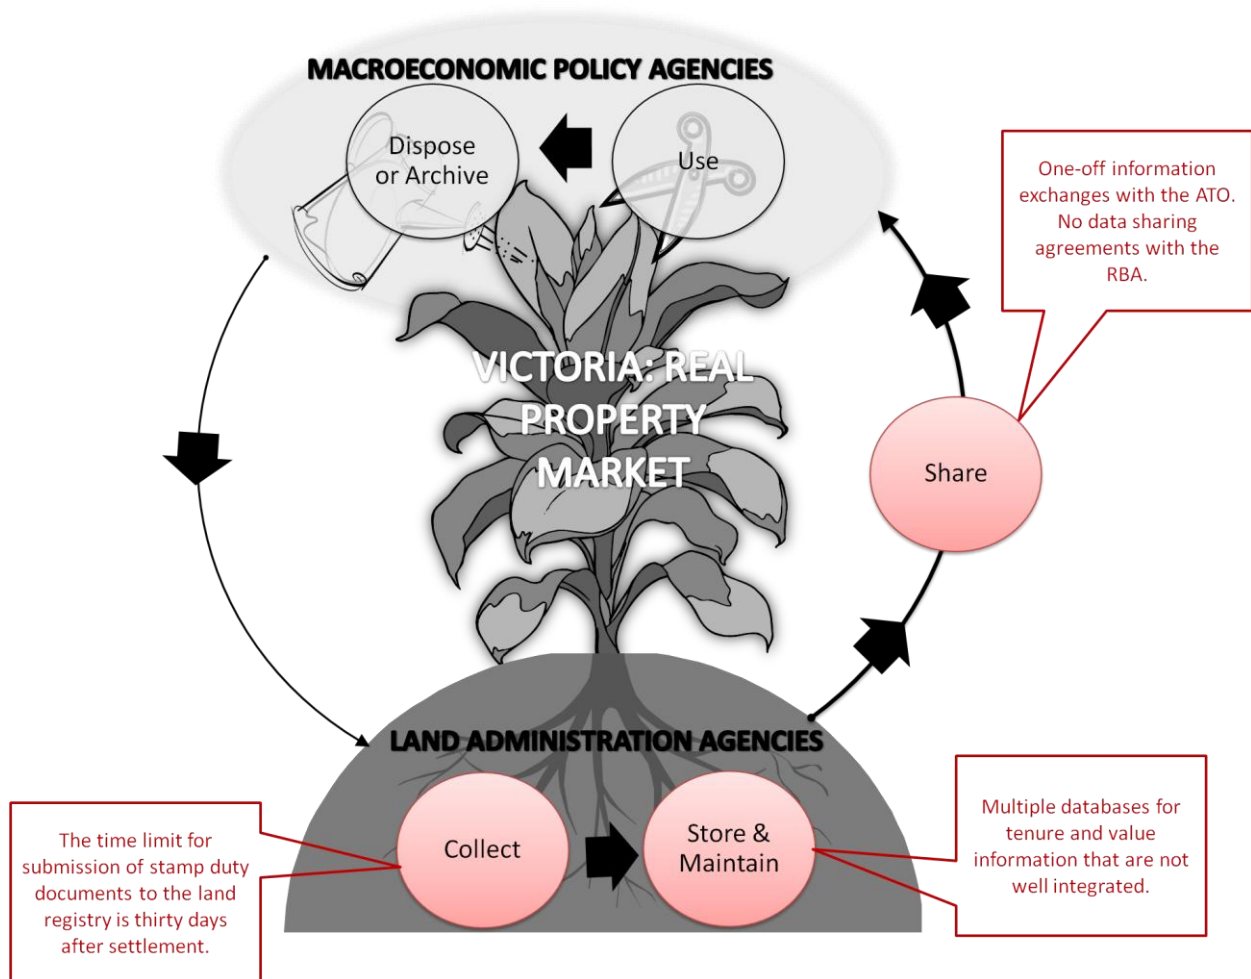 MACROECONOMIC POLICY AGENCIES
Dispose
or Archive
Use
One-off information
exchanges with the ATO.
No data sharing
agreements with the
RBA.
VICTORIA: REAL
PROPERTY
MARKET
Share
LAND ADMINISTRATION AGENCIES
The time limit for
submission of stamp duty
documents to the land
registry is thirty days
after settlement.
Collect
Store &
Maintain
Multiple databases for
tenure and value
information that are not
well integrated.